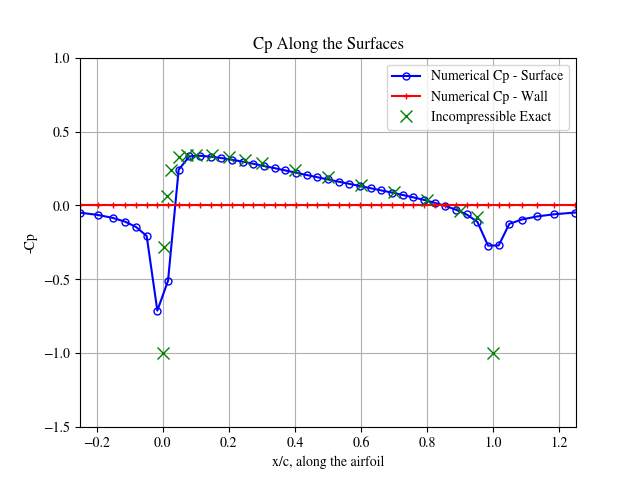 Cp Along the Surfaces
Numerical Cp - Surface
Numerical Cp - Wall
Incompressible Exact
1.0
0.5
0.0
−0.5
−1.0
−1.5
-Cp
−0.2
0.0
0.2
0.4
0.6
0.8
1.0
1.2
x/c, along the airfoil